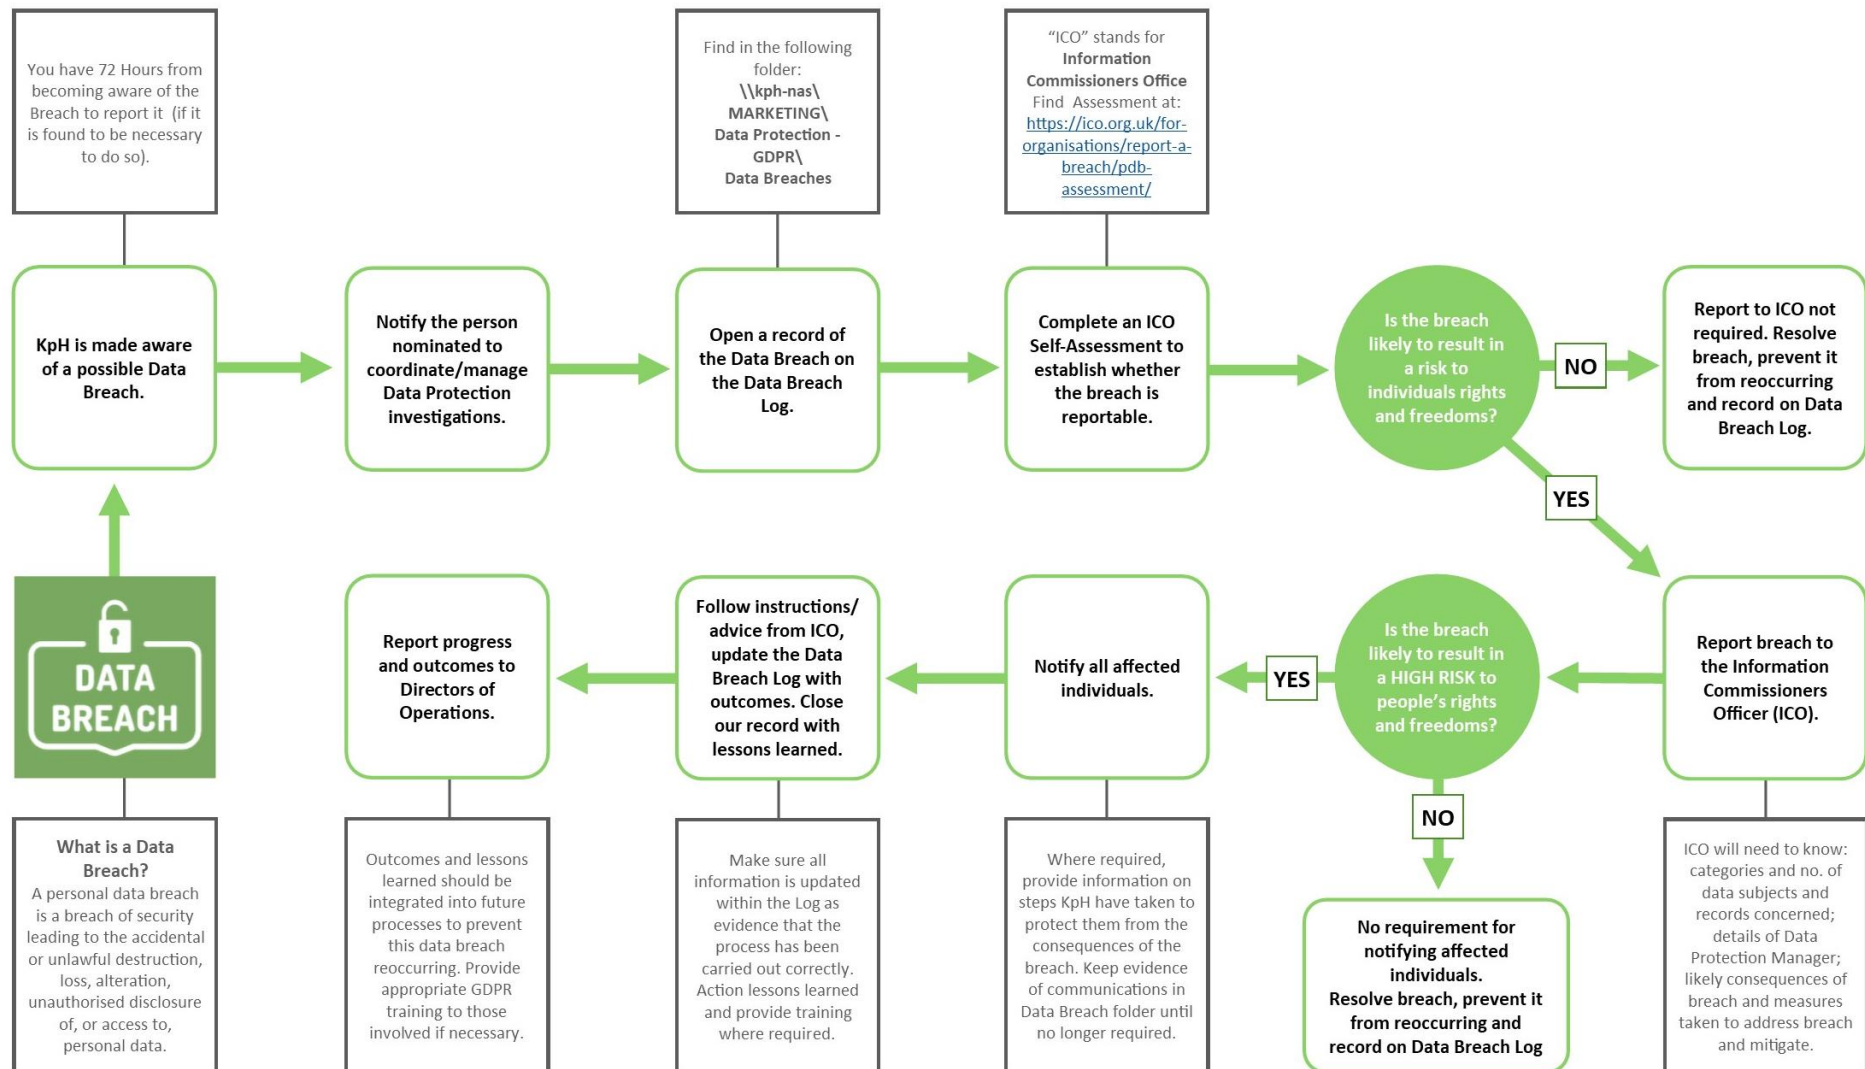 You have 72 Hours from
becoming aware of the
Breach to report it (if it
is found to be necessary
to do so).
Find in the following
folder:
\\kph-nas\
MARKETING\
Data Protection -
GDPR\
Data Breaches
“ICO” stands for
Information
Commissioners Office
Find Assessment at:
https://ico.org.uk/for-
organisations/report-a-
breach/pdb-
assessment/
KpH is made aware
of a possible Data
Breach.
Notify the person
nominated to
coordinate/manage
Data Protection
investigations.
Open a record of
the Data Breach on
the Data Breach
Log.
Complete an ICO
Self-Assessment to
establish whether
the breach is
reportable.
Is the breach
likely to result in
a risk to
individuals rights
and freedoms?
NO
Report to ICO not
required. Resolve
breach, prevent it
from reoccurring
and record on Data
Breach Log.
YES
Report breach to
the Information
Commissioners
Officer (ICO).
Is the breach
likely to result in
a HIGH RISK to
people’s rights
and freedoms?
YES
Notify all affected
individuals.
Follow instructions/
advice from ICO,
update the Data
Breach Log with
outcomes. Close
our record with
lessons learned.
Report progress
and outcomes to
Directors of
Operations.
DATA
BREACH
NO
What is a Data
Breach?
A personal data breach
is a breach of security
leading to the accidental
or unlawful destruction,
loss, alteration,
unauthorised disclosure
of, or access to,
personal data.
Outcomes and lessons
learned should be
integrated into future
processes to prevent
this data breach
reoccurring. Provide
appropriate GDPR
training to those
involved if necessary.
Make sure all
information is updated
within the Log as
evidence that the
process has been
carried out correctly.
Action lessons learned
and provide training
where required.
Where required,
provide information on
steps KpH have taken to
protect them from the
consequences of the
breach. Keep evidence
of communications in
Data Breach folder until
no longer required.
No requirement for
notifying affected
individuals.
Resolve breach, prevent it
from reoccurring and
record on Data Breach Log
ICO will need to know:
categories and no. of
data subjects and
records concerned;
details of Data
Protection Manager;
likely consequences of
breach and measures
taken to address breach
and mitigate.